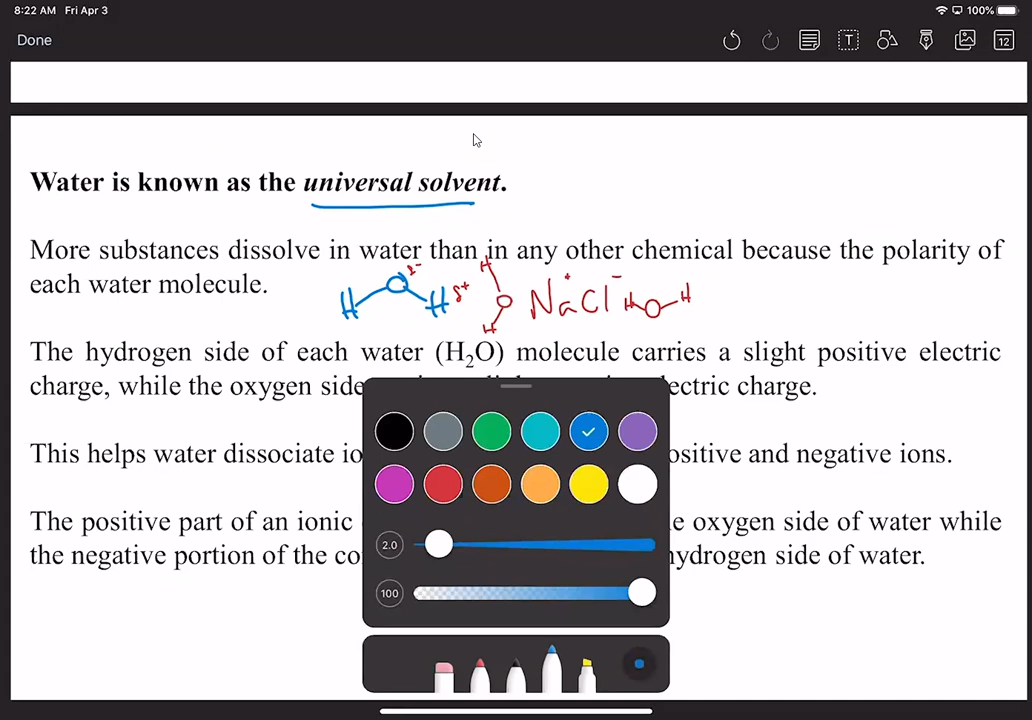 8:22 AM Fri Apr 3
100%
Done
T
12
Water is known as the universal solvent.
More substances dissolve in water than in any other chemical because the polarity of
each water molecule.
H O 2- H δ+ H O H Na+ Cl- H O H
The hydrogen side of each water (H₂O) molecule carries a slight positive electric
charge, while the oxygen side ectric charge.
This helps water dissociate io ositive and negative ions.
The positive part of an ionic e oxygen side of water while
the negative portion of the co hydrogen side of water.
2.0
100